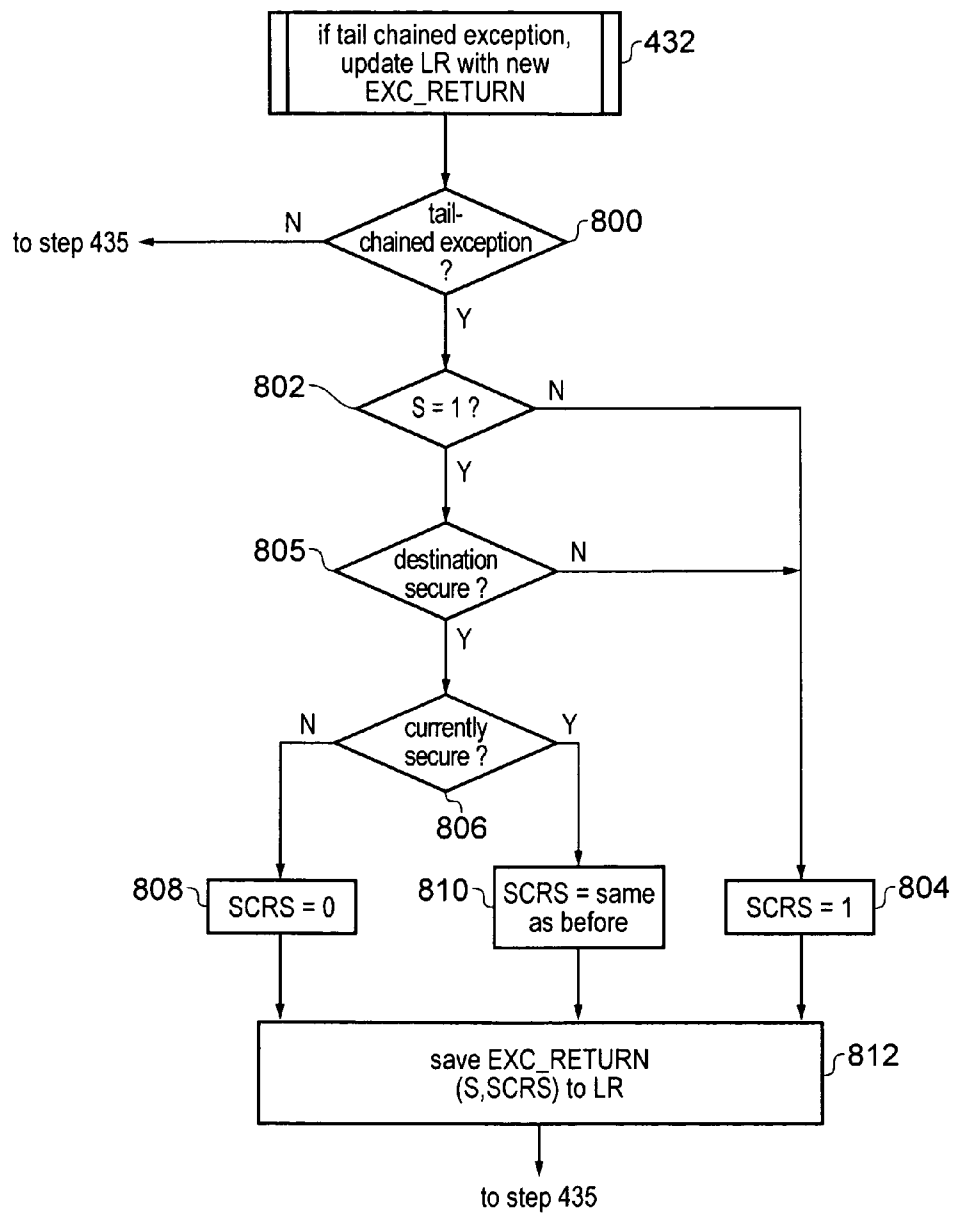 if tail chained exception,
update LR with new
EXC_RETURN
432
tail-
chained exception
?
800
N
to step 435
Y
802
S = 1 ?
N
Y
805
destination
secure ?
N
Y
N
currently
secure ?
Y
806
808
SCRS = 0
810
SCRS = same
as before
SCRS = 1
804
save EXC_RETURN
(S,SCRS) to LR
812
to step 435